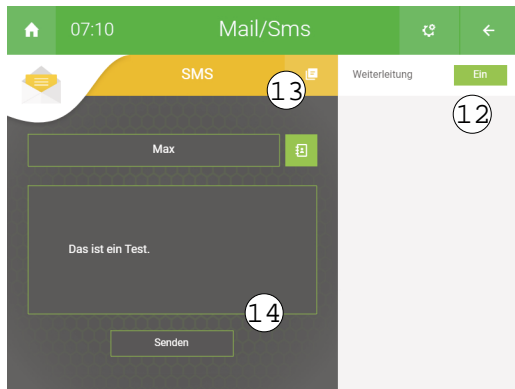 07:10 Mail/Sms
SMS
Weiterleitung Ein
13
12
Max
Das ist ein Test.
14
Senden